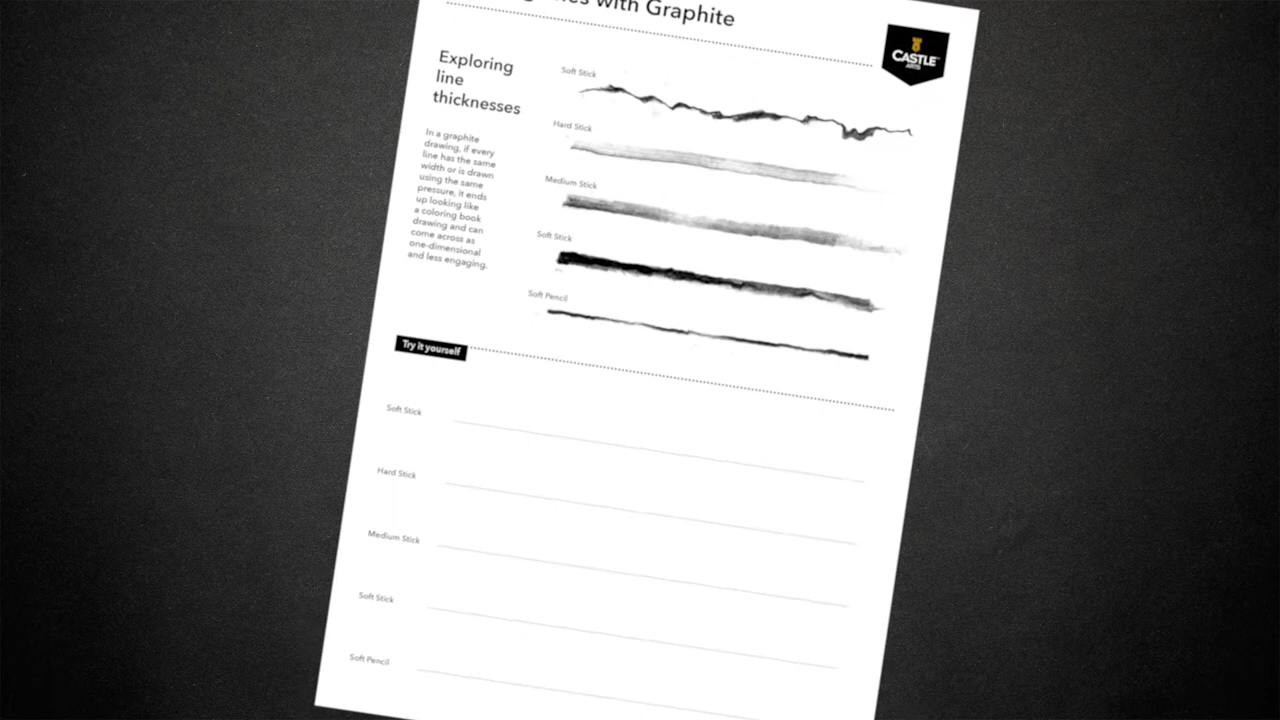 with Graphite
CASTLE
ARTS
Exploring
line
thicknesses
In a graphite
drawing, if every
line has the same
width or is drawn
using the same
pressure, it ends
up looking like
a coloring book
drawing and can
come across as
one-dimensional
and less engaging.
Soft Stick
Hard Stick
Medium Stick
Soft Stick
Soft Pencil
Try it yourself
Soft Stick
Hard Stick
Medium Stick
Soft Stick
Soft Pencil